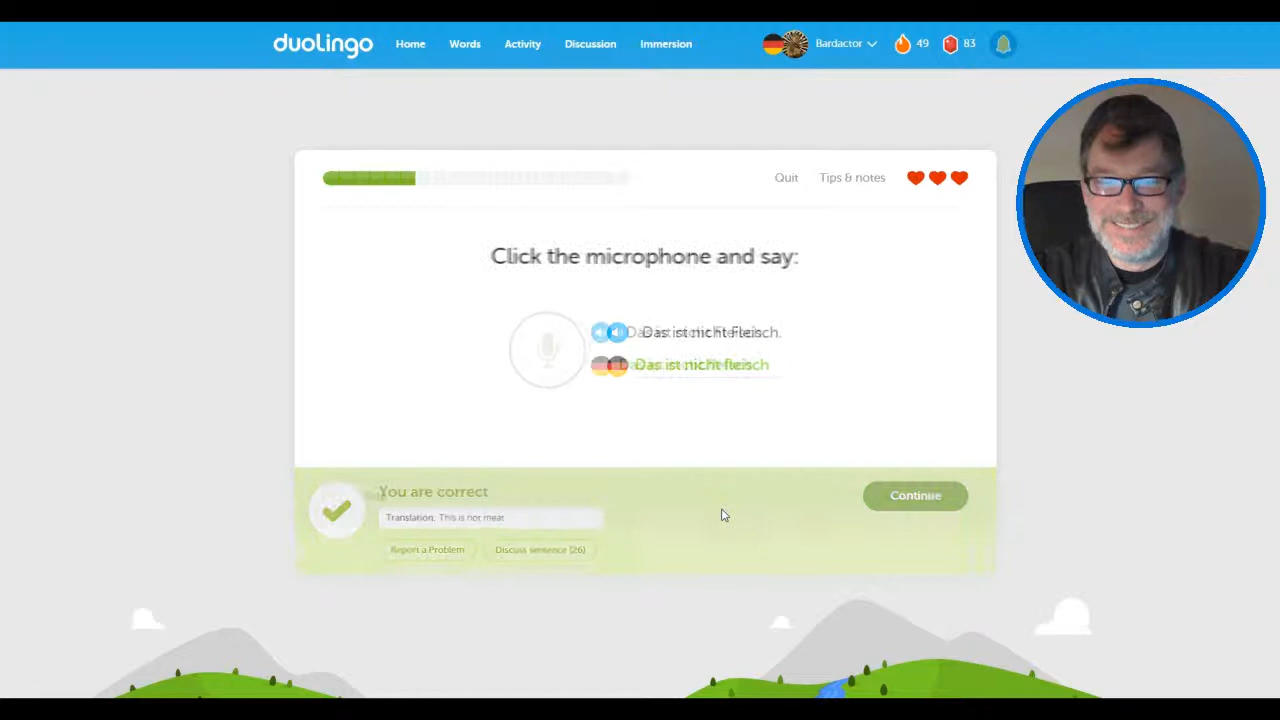 duolingo Home Words Activity Discussion Immersion Bardactor 49 83
Quit Tips & notes
Click the microphone and say:
Das ist nicht Fleisch.
Das ist nicht fleis
You are correct
Translation: This is not meat
Report a Problem Discuss sentence (26)
Continue